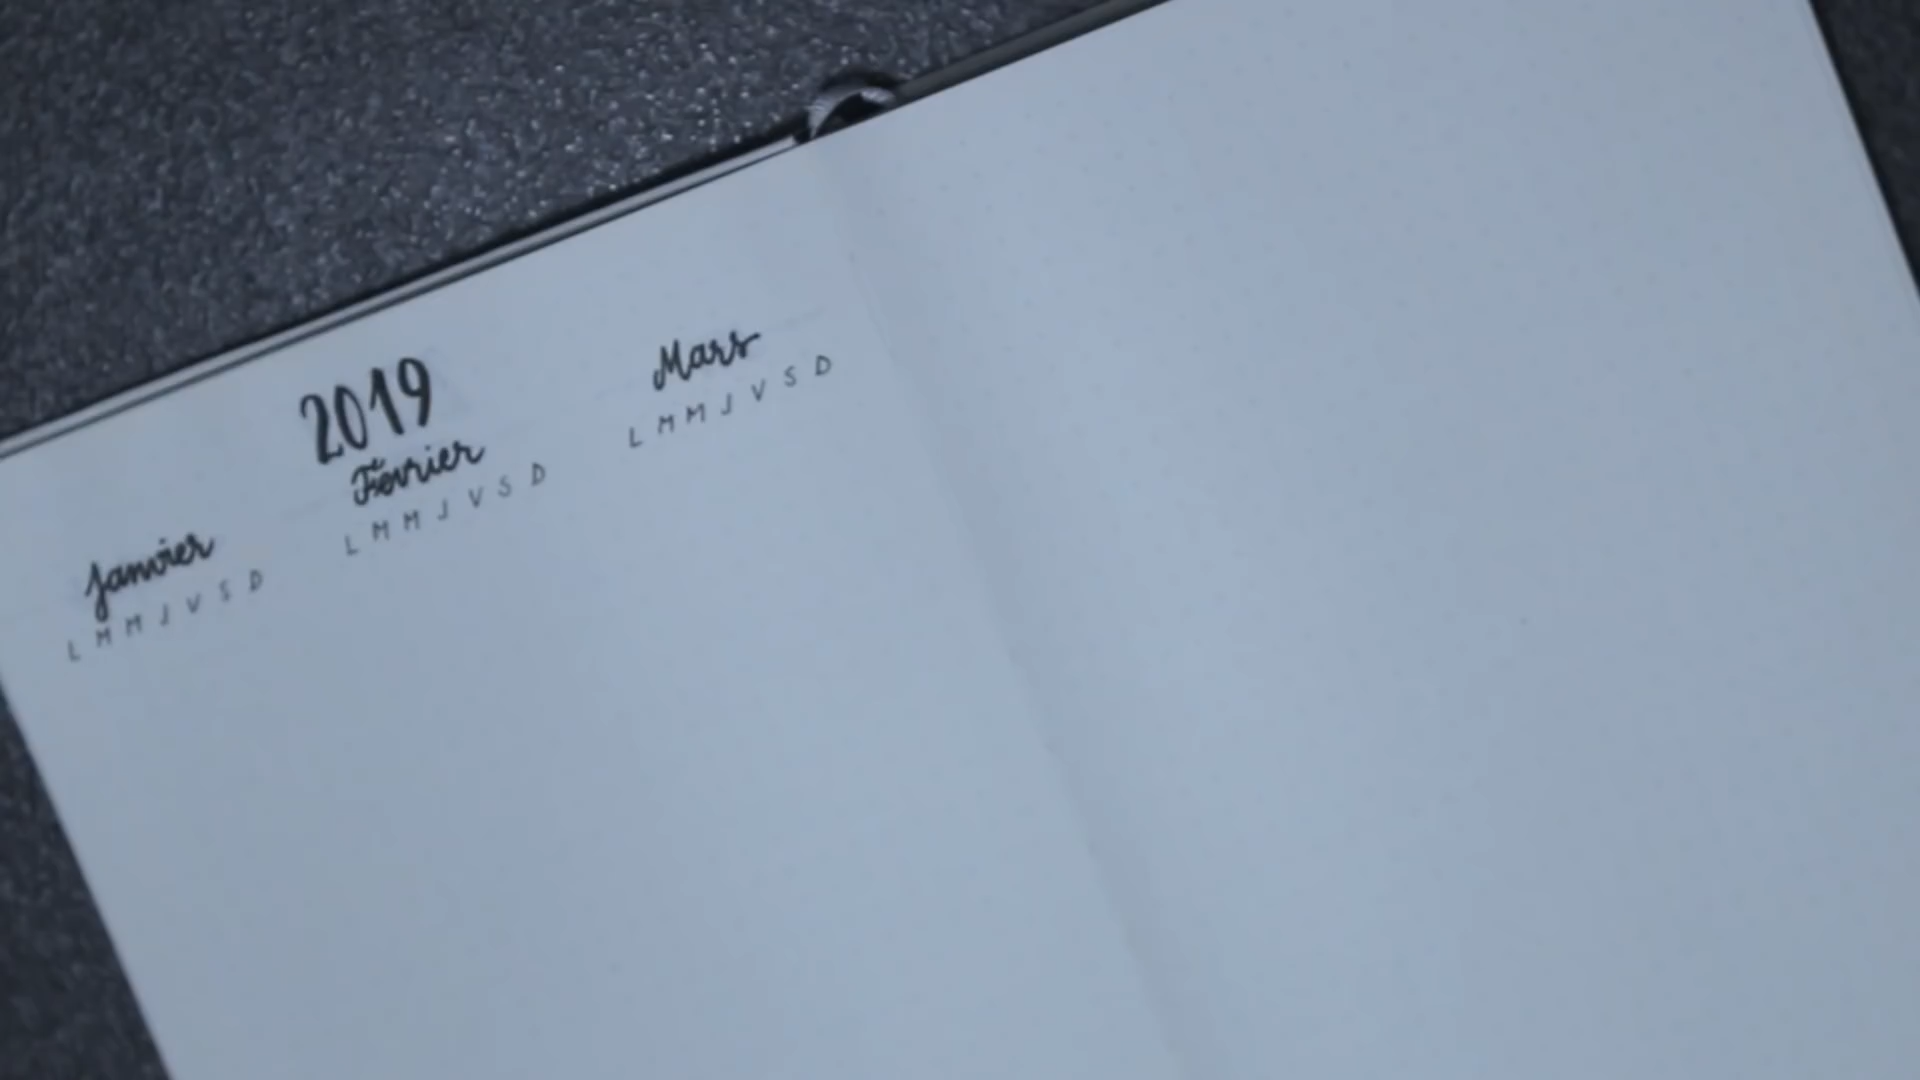 2019
Janvier
L M M J V S D
Février
L M M J V S D
Mars
L M M J V S D